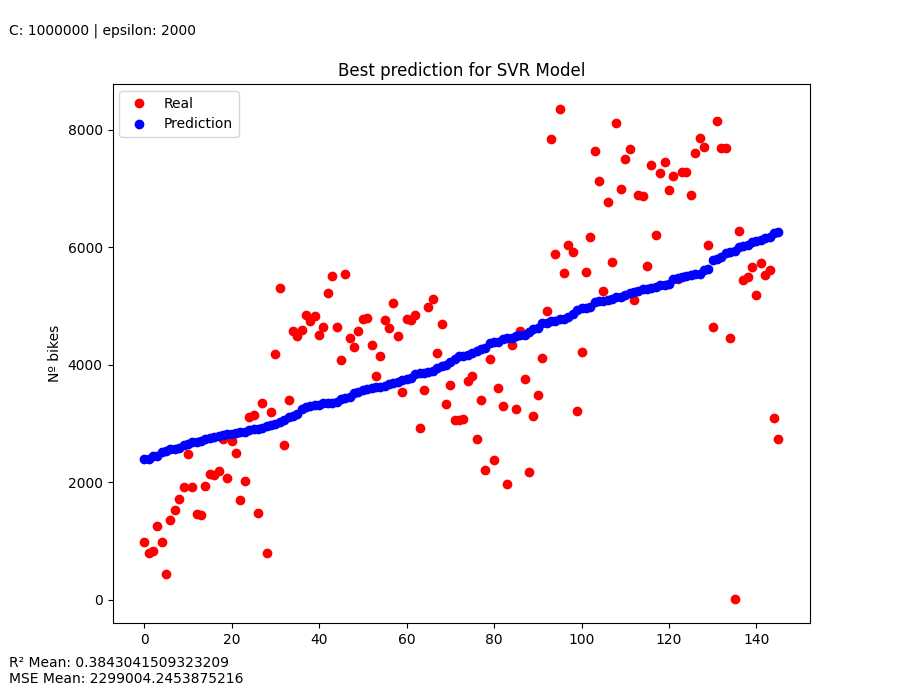 C: 1000000 | epsilon: 2000
Best prediction for SVR Model
Real
Prediction
8000
6000
4000
2000
0
Nº bikes
0 20 40 60 80 100 120 140
R² Mean: 0.3843041509323209
MSE Mean: 2299004.2453875216